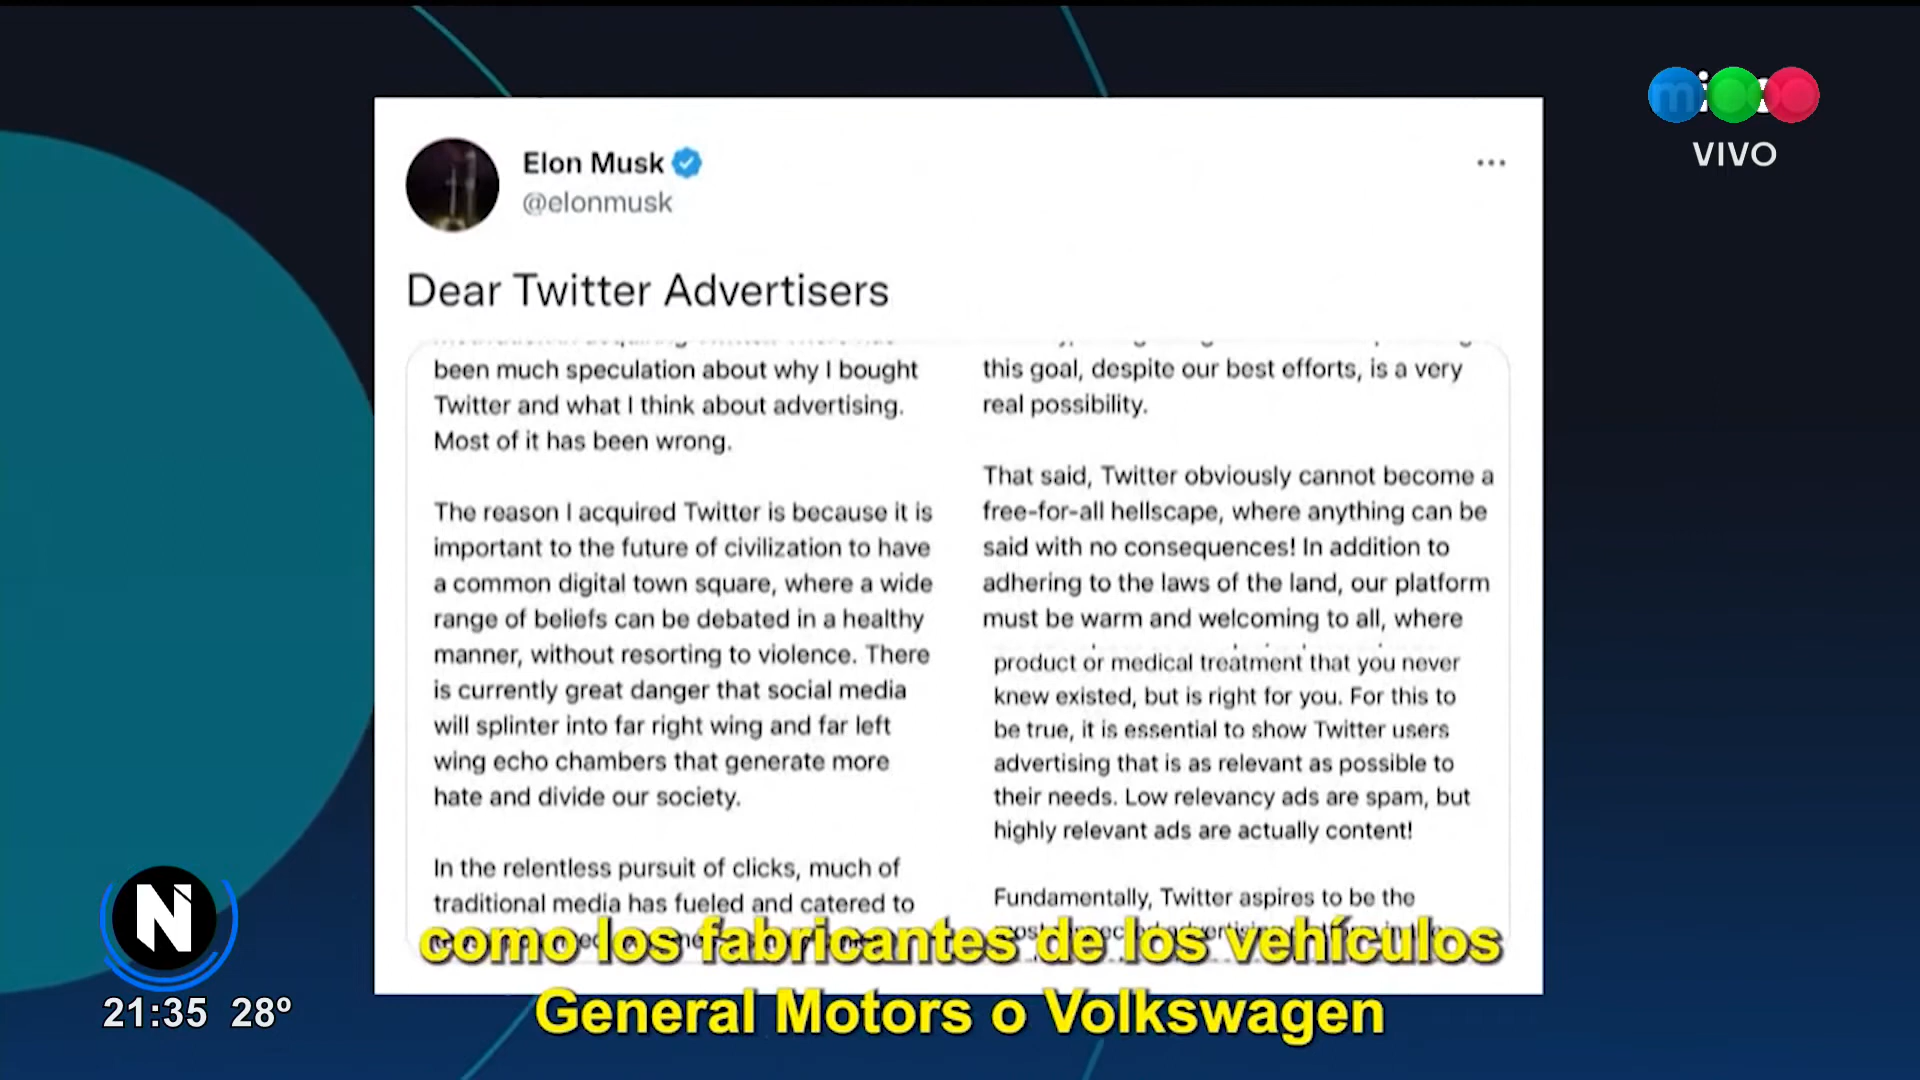 VIVO
Elon Musk
@elonmusk
Dear Twitter Advertisers
been much speculation about why I bought
Twitter and what I think about advertising.
Most of it has been wrong.
The reason I acquired Twitter is because it is
important to the future of civilization to have
a common digital town square, where a wide
range of beliefs can be debated in a healthy
manner, without resorting to violence. There
is currently great danger that social media
will splinter into far right wing and far left
wing echo chambers that generate more
hate and divide our society.
In the relentless pursuit of clicks, much of
traditional media has fueled and catered to
this goal, despite our best efforts, is a very
real possibility.
That said, Twitter obviously cannot become a
free-for-all hellscape, where anything can be
said with no consequences! In addition to
adhering to the laws of the land, our platform
must be warm and welcoming to all, where
product or medical treatment that you never
knew existed, but is right for you. For this to
be true, it is essential to show Twitter users
advertising that is as relevant as possible to
their needs. Low relevancy ads are spam, but
highly relevant ads are actually content!
Fundamentally, Twitter aspires to be the
como los fabricantes de los vehículos
General Motors o Volkswagen
N
21:35 28º